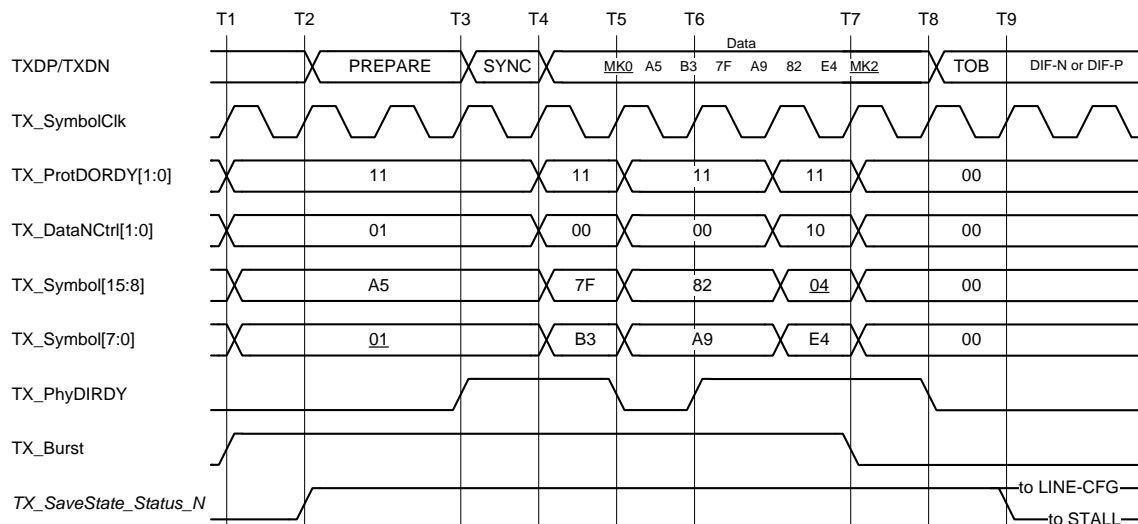 T1 T2 T3 T4 T5 T6 T7 T8 T9
Data
TXDP/TXDN PREPARE SYNC MK0 A5 B3 7F A9 82 E4 MK2 TOB DIF-N or DIF-P
TX_SymbolClk
TX_ProtDORDY[1:0] 11 11 11 11 00
TX_DataNCtrl[1:0] 01 00 00 10 00
TX_Symbol[15:8] A5 7F 82 04 00
TX_Symbol[7:0] 01 B3 A9 E4 00
TX_PhyDIRDY
TX_Burst
to LINE-CFG
TX_SaveState_Status_N
to STALL